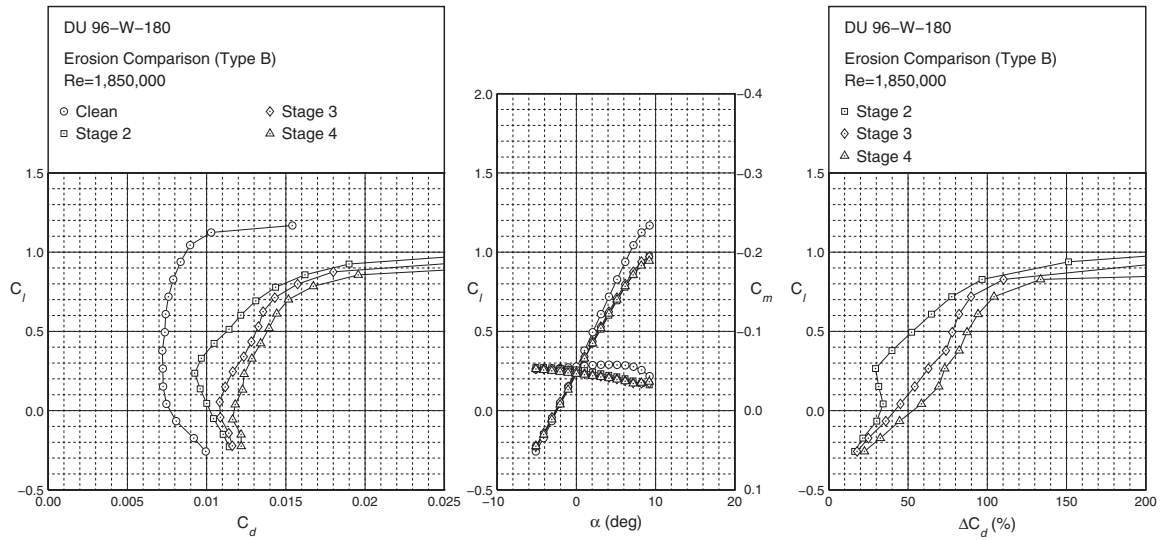 DU 96–W–180
Erosion Comparison (Type B)
Re=1,850,000
Clean
Stage 2
Stage 3
Stage 4
1.5
1.0
0.5
0.0
−0.5
C_l
0.00
0.005
0.01
0.015
0.02
0.025
C_d
2.0
1.5
1.0
0.5
0.0
−0.5
C_l
−0.4
−0.3
−0.2
−0.1
0.0
0.1
C_m
−10
0
10
20
α (deg)
DU 96–W–180
Erosion Comparison (Type B)
Re=1,850,000
Stage 2
Stage 3
Stage 4
1.5
1.0
0.5
0.0
−0.5
C_l
0
50
100
150
200
ΔC_d (%)